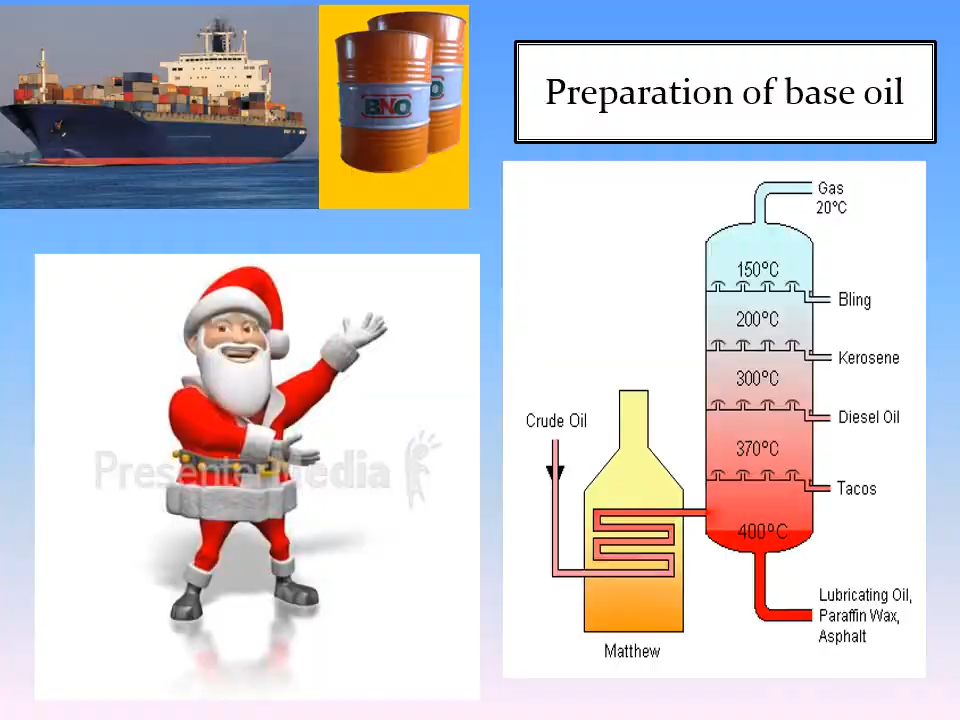 BNO
Preparation of base oil
PresenterMedia
Gas
20°C
150°C
Bling
200°C
Kerosene
300°C
Diesel Oil
Crude Oil
370°C
Tacos
400°C
Lubricating Oil,
Paraffin Wax,
Asphalt
Matthew